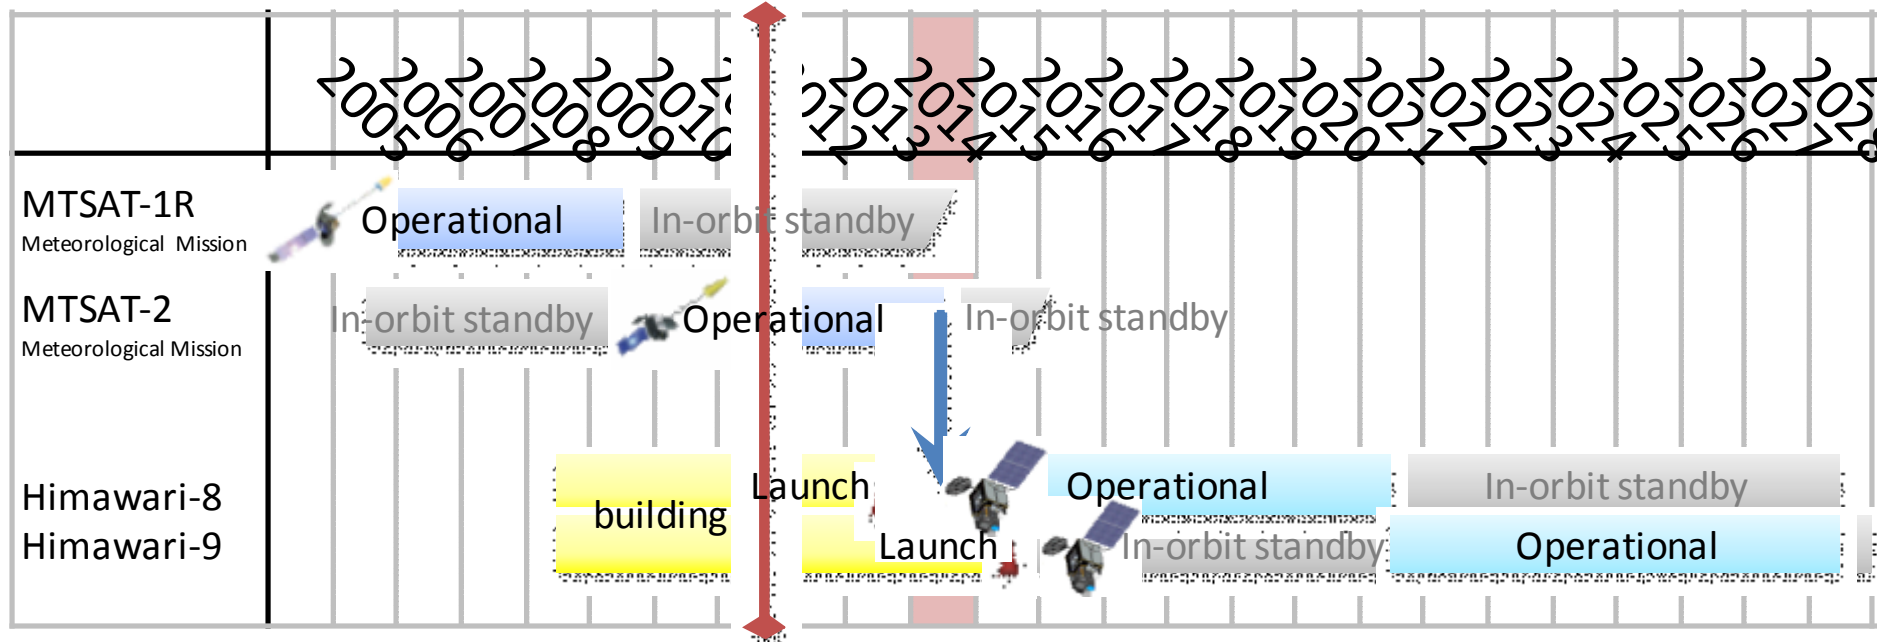 2005 2006 2007 2008 2009 2010 2012 2013 2014 2015 2016 2017 2018 2019 2020 2021 2022 2023 2024 2025 2026 2027 2028
MTSAT-1R Operational In-orbit standby
Meteorological Mission
MTSAT-2 In-orbit standby Operational In-orbit standby
Meteorological Mission
Himawari-8 building Launch Operational In-orbit standby
Himawari-9 Launch In-orbit standby Operational